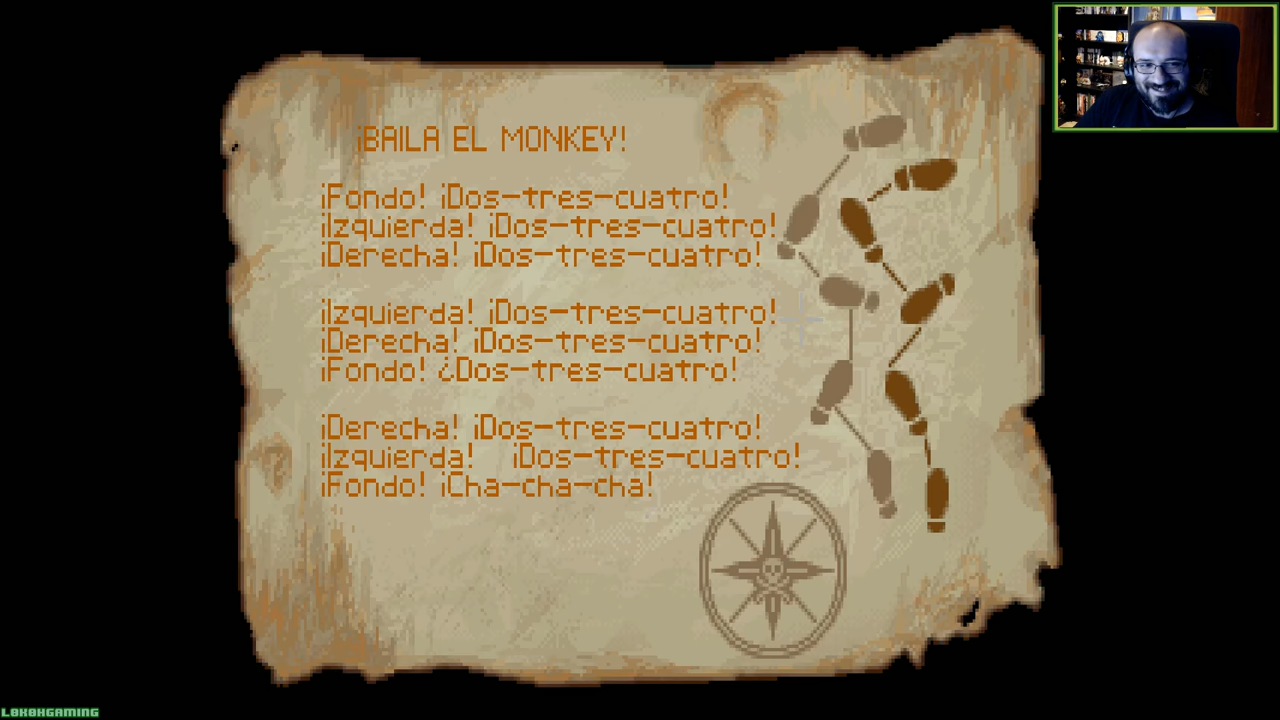 ¡BAILA EL MONKEY!
¡Fondo! ¡Dos-tres-cuatro!
¡Izquierda! ¡Dos-tres-cuatro!
¡Derecha! ¡Dos-tres-cuatro!
¡Izquierda! ¡Dos-tres-cuatro!
¡Derecha! ¡Dos-tres-cuatro!
¡Fondo! ¿Dos-tres-cuatro!
¡Derecha! ¡Dos-tres-cuatro!
¡Izquierda! ¡Dos-tres-cuatro!
¡Fondo! ¡Cha-cha-cha!
L0K0HGAMING